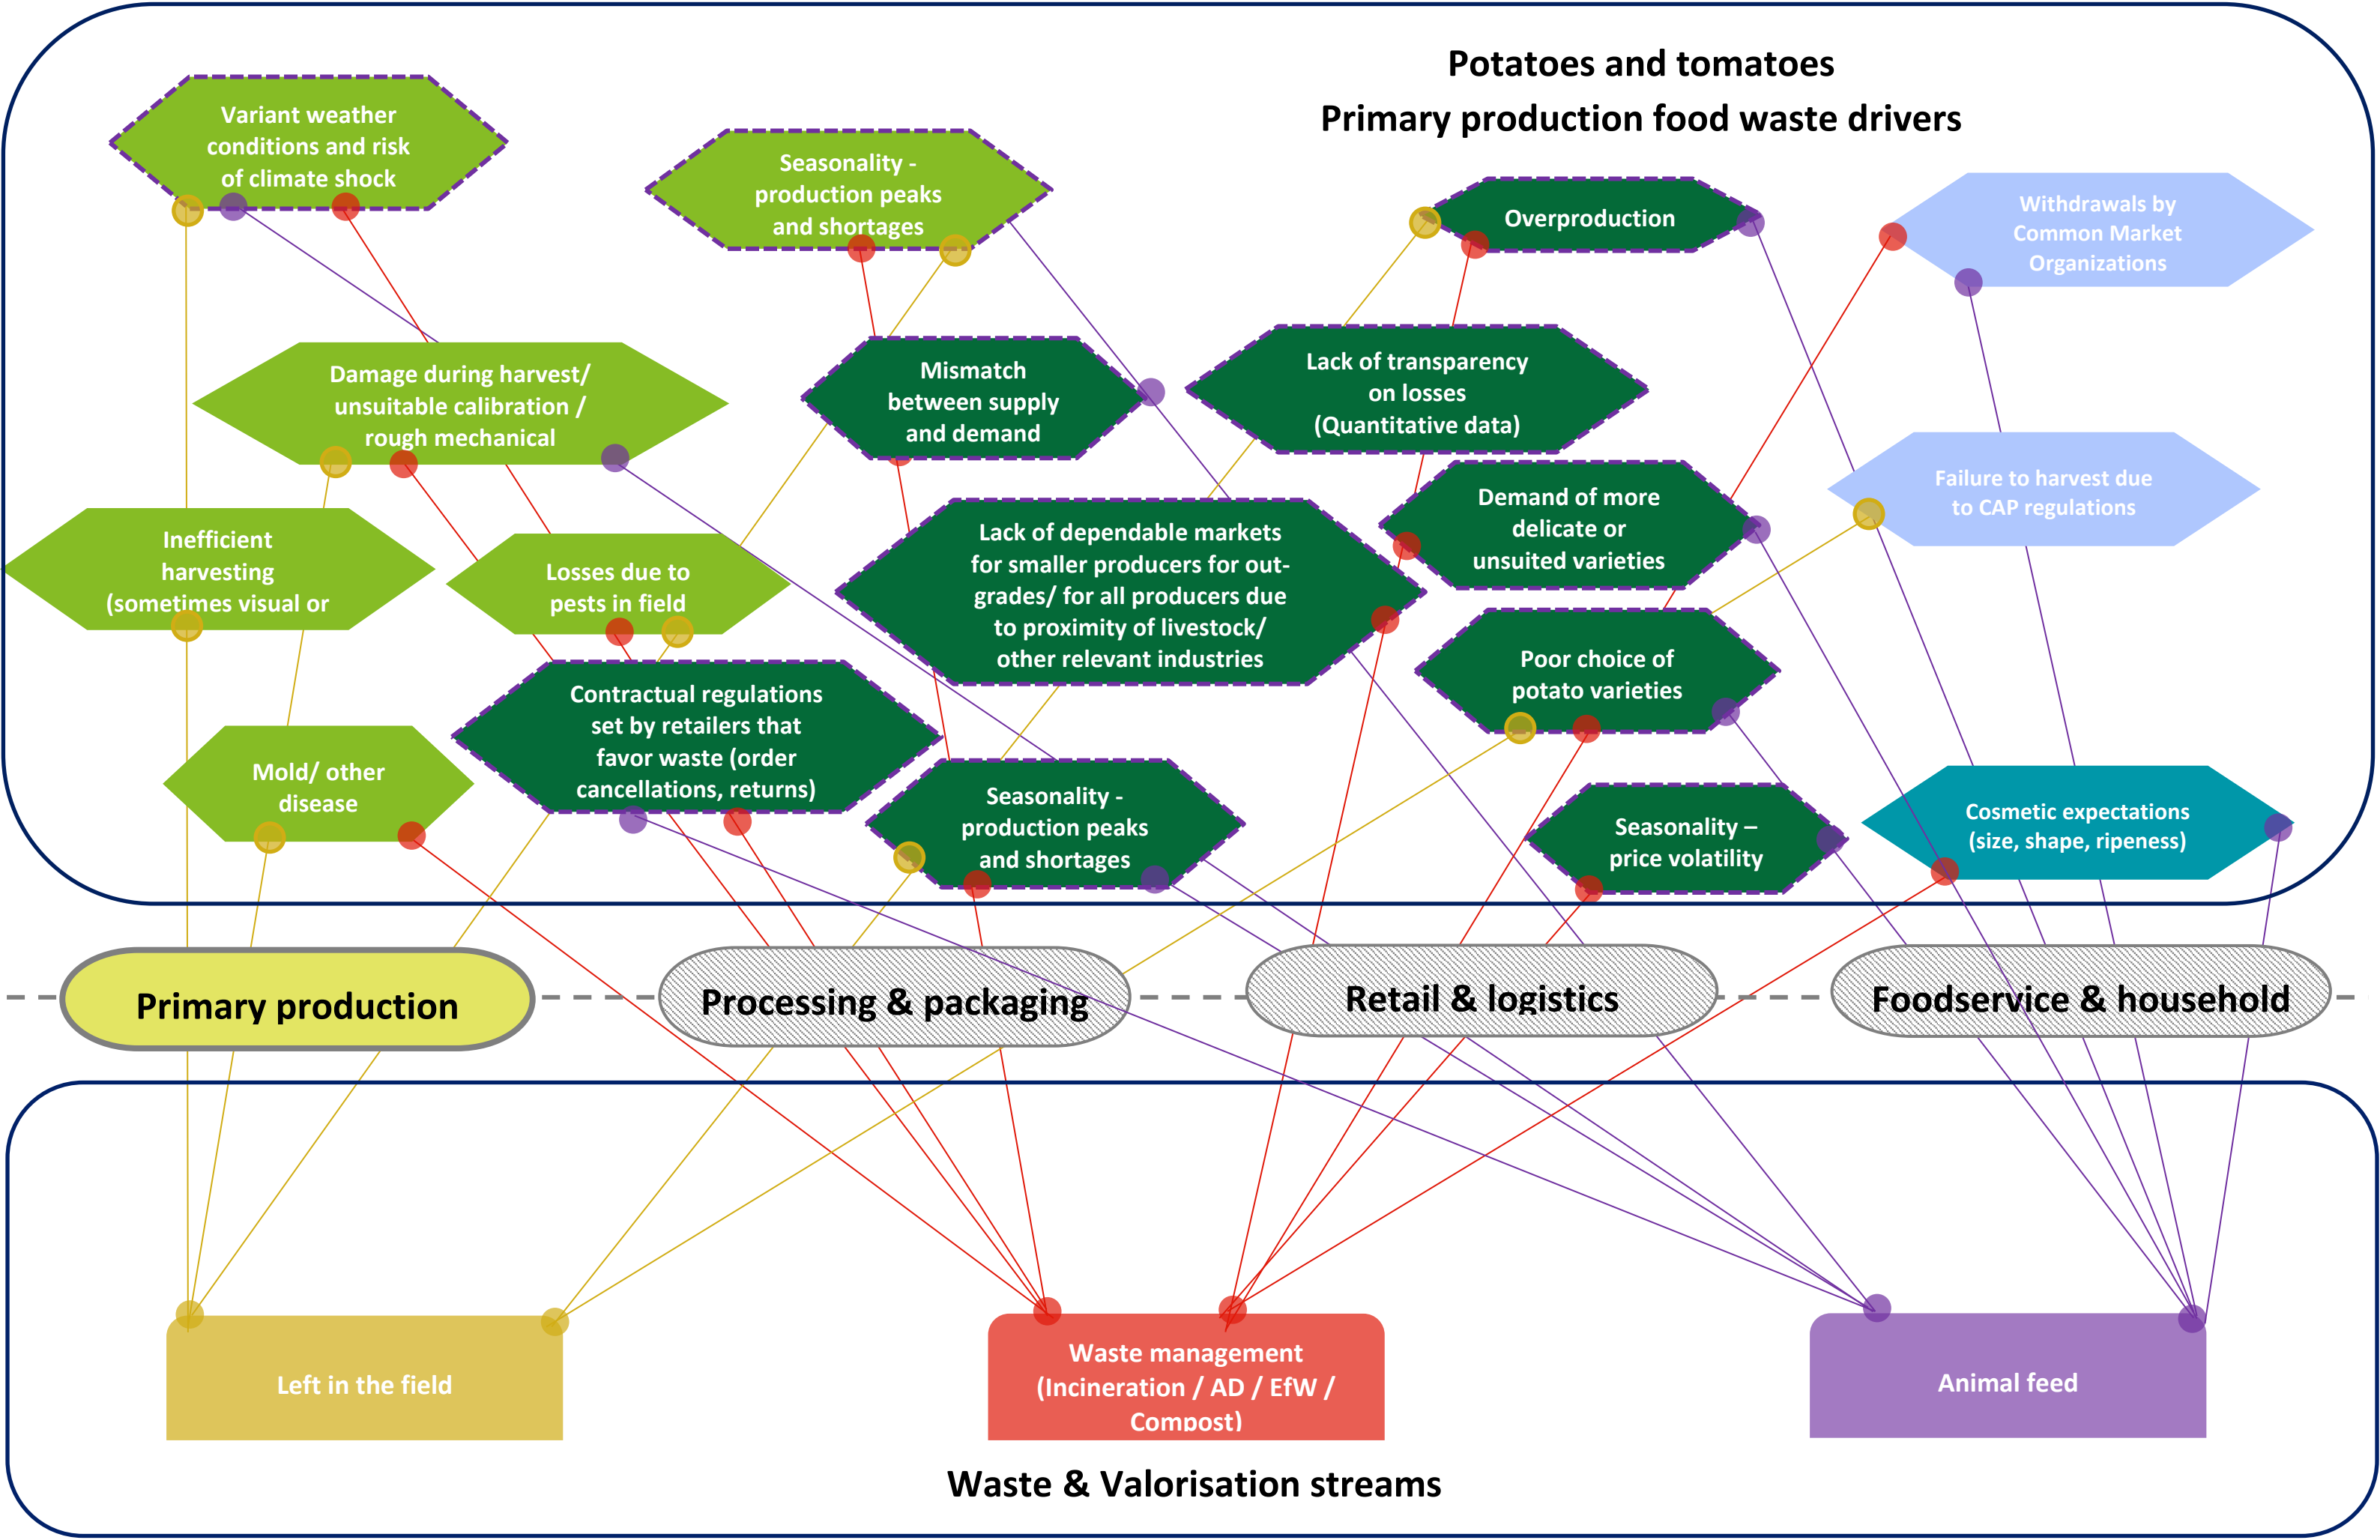 Potatoes and tomatoes
Primary production food waste drivers
Variant weather
conditions and risk
of climate shock
Seasonality -
production peaks
and shortages
Overproduction
Withdrawals by
Common Market
Organizations
Damage during harvest/
unsuitable calibration /
rough mechanical
Mismatch
between supply
and demand
Lack of transparency
on losses
(Quantitative data)
Failure to harvest due
to CAP regulations
Inefficient
harvesting
(sometimes visual or
Losses due to
pests in field
Lack of dependable markets
for smaller producers for out-
grades/ for all producers due
to proximity of livestock/
other relevant industries
Demand of more
delicate or
unsuited varieties
Poor choice of
potato varieties
Mold/ other
disease
Contractual regulations
set by retailers that
favor waste (order
cancellations, returns)
Seasonality -
production peaks
and shortages
Seasonality –
price volatility
Cosmetic expectations
(size, shape, ripeness)
Primary production
Processing & packaging
Retail & logistics
Foodservice & household
Left in the field
Waste management
(Incineration / AD / EfW /
Compost)
Animal feed
Waste & Valorisation streams